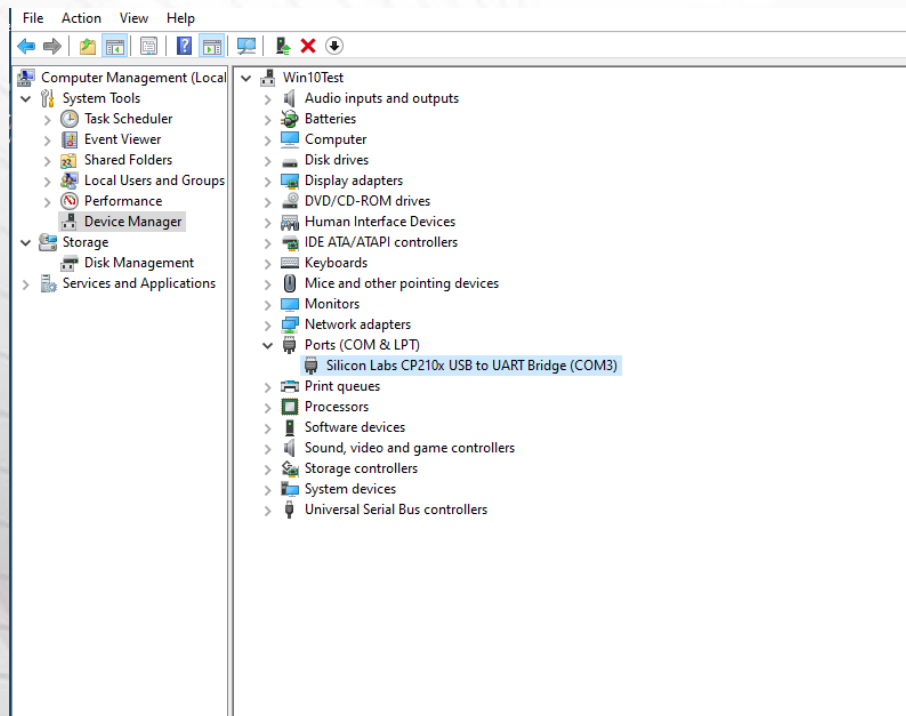 File Action View Help
Computer Management (Local
System Tools
Task Scheduler
Event Viewer
Shared Folders
Local Users and Groups
Performance
Device Manager
Storage
Disk Management
Services and Applications
Win10Test
Audio inputs and outputs
Batteries
Computer
Disk drives
Display adapters
DVD/CD-ROM drives
Human Interface Devices
IDE ATA/ATAPI controllers
Keyboards
Mice and other pointing devices
Monitors
Network adapters
Ports (COM & LPT)
Silicon Labs CP210x USB to UART Bridge (COM3)
Print queues
Processors
Software devices
Sound, video and game controllers
Storage controllers
System devices
Universal Serial Bus controllers